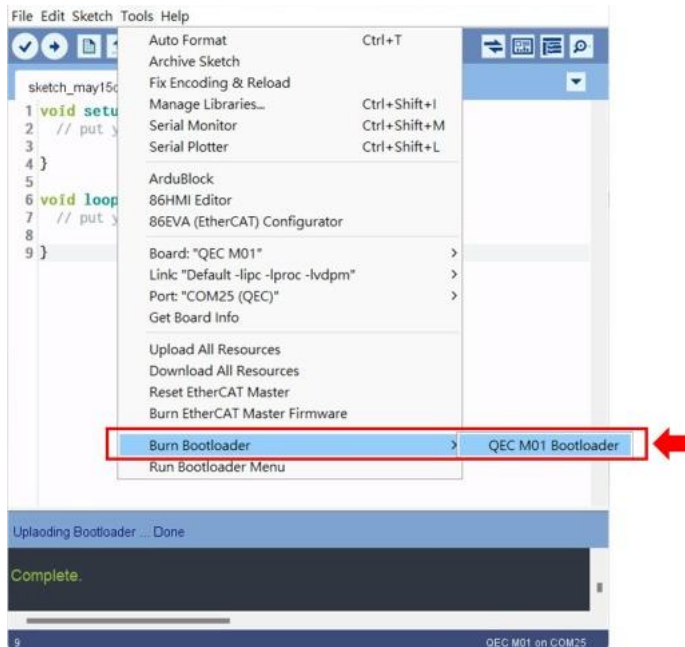 File Edit Sketch Tools Help
Auto Format Ctrl+T
Archive Sketch
Fix Encoding & Reload
Manage Libraries... Ctrl+Shift+I
Serial Monitor Ctrl+Shift+M
Serial Plotter Ctrl+Shift+L
ArduBlock
86HMI Editor
86EVA (EtherCAT) Configurator
Board: "QEC M01" >
Link: "Default -lipc -lproc -lvdpm" >
Port: "COM25 (QEC)" >
Get Board Info
Upload All Resources
Download All Resources
Reset EtherCAT Master
Burn EtherCAT Master Firmware
Burn Bootloader > QEC M01 Bootloader
Run Bootloader Menu
sketch_may15
1 void setu
2 // put y
3
4 }
5
6 void loop
7 // put y
8
9 }
Uplaoding Bootloader ... Done
Complete.
9 QEC M01 on COM25